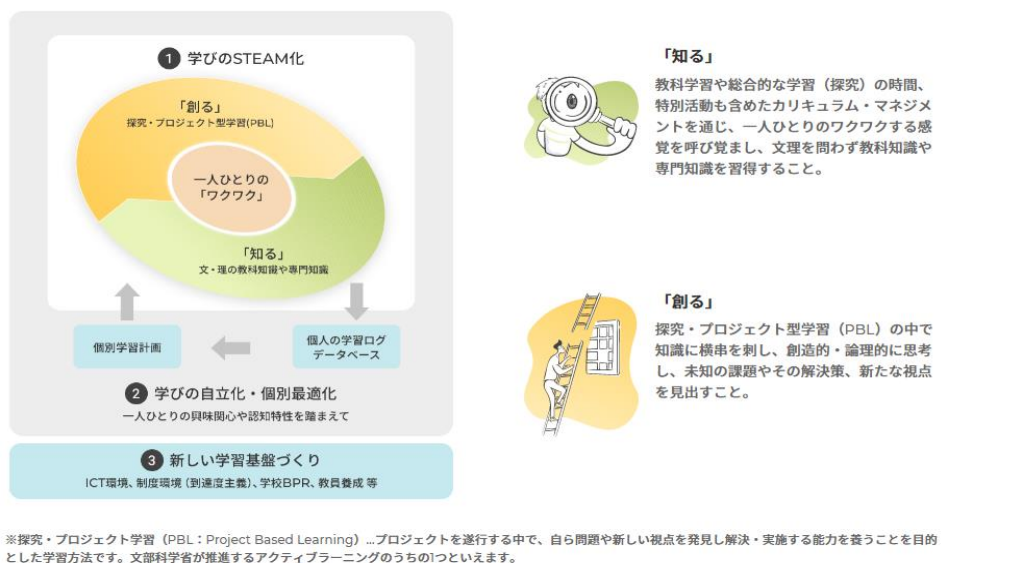 1 学びのSTEAM化
「創る」
探究・プロジェクト型学習(PBL)
一人ひとりの
「ワクワク」
「知る」
文・理の教科知識や専門知識
個別学習計画
個人の学習ログ
データベース
2 学びの自立化・個別最適化
一人ひとりの興味関心や認知特性を踏まえて
3 新しい学習基盤づくり
ICT環境、制度環境（到達度主義）、学校BPR、教員養成 等
「知る」
教科学習や総合的な学習（探究）の時間、
特別活動も含めたカリキュラム・マネジメ
ントを通じ、一人ひとりのワクワクする感
覚を呼び覚まし、文理を問わず教科知識や
専門知識を習得すること。
「創る」
探究・プロジェクト型学習（PBL）の中で
知識に横串を刺し、創造的・論理的に思考
し、未知の課題やその解決策、新たな視点
を見出すこと。
※探究・プロジェクト学習（PBL：Project Based Learning）…プロジェクトを遂行する中で、自ら問題や新しい視点を発見し解決・実施する能力を養うことを目的
とした学習方法です。文部科学省が推進するアクティブラーニングのうちの1つといえます。